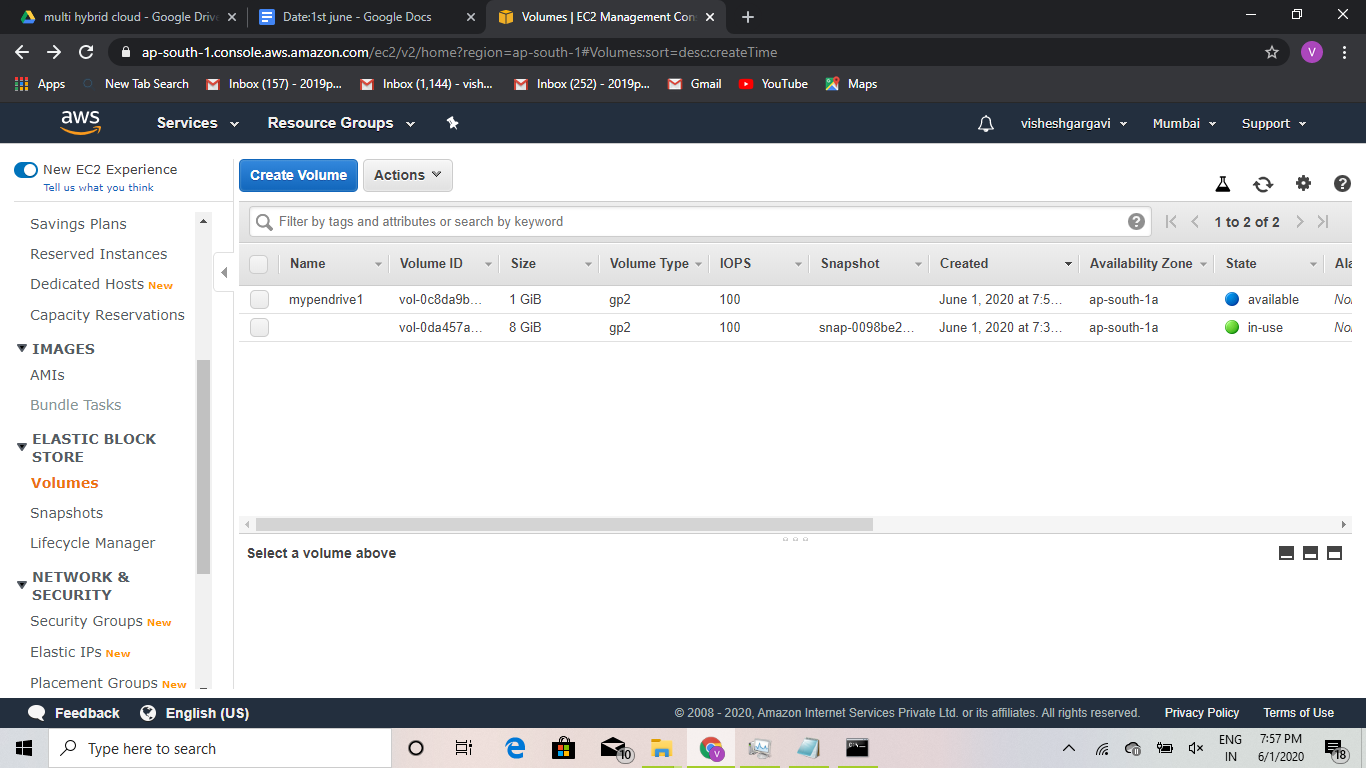 multi hybrid cloud - Google Drive
Date:1st june - Google Docs
Volumes | EC2 Management Con
ap-south-1.console.aws.amazon.com/ec2/v2/home?region=ap-south-1#Volumes:sort=desc:createTime
V
Apps New Tab Search Inbox (157) - 2019p... Inbox (1,144) - vish... Inbox (252) - 2019p... Gmail YouTube Maps
aws Services Resource Groups visheshgargavi Mumbai Support
New EC2 Experience
Tell us what you think
Savings Plans
Reserved Instances
Dedicated Hosts New
Capacity Reservations
IMAGES
AMIs
Bundle Tasks
ELASTIC BLOCK
STORE
Volumes
Snapshots
Lifecycle Manager
NETWORK &
SECURITY
Security Groups New
Elastic IPs New
Placement Groups New
Create Volume Actions
Filter by tags and attributes or search by keyword
1 to 2 of 2
Name Volume ID Size Volume Type IOPS Snapshot Created Availability Zone State Ala
mypendrive1 vol-0c8da9b... 1 GiB gp2 100 June 1, 2020 at 7:5... ap-south-1a available No
vol-0da457a... 8 GiB gp2 100 snap-0098be2... June 1, 2020 at 7:3... ap-south-1a in-use No
Select a volume above
Feedback English (US) © 2008 - 2020, Amazon Internet Services Private Ltd. or its affiliates. All rights reserved. Privacy Policy Terms of Use
Type here to search
10
V
ENG
IN
7:57 PM
6/1/2020
18